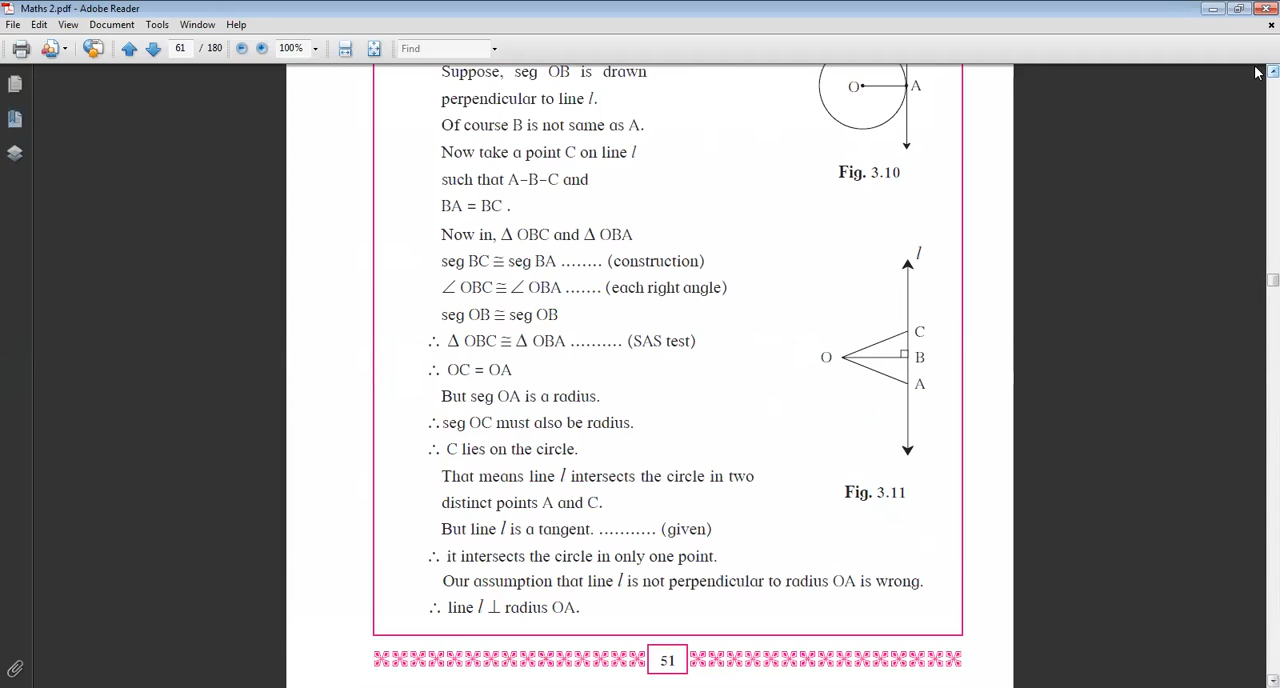 Maths 2.pdf - Adobe Reader
File Edit View Document Tools Window Help
61 / 180 100% Find
Suppose, seg OB is drawn
perpendicular to line l.
Of course B is not same as A.
Now take a point C on line l
such that A-B-C and
BA = BC .
Now in, Δ OBC and Δ OBA
seg BC ≅ seg BA ........ (construction)
∠ OBC ≅ ∠ OBA ....... (each right angle)
seg OB ≅ seg OB
∴ Δ OBC ≅ Δ OBA .......... (SAS test)
∴ OC = OA
But seg OA is a radius.
∴ seg OC must also be radius.
∴ C lies on the circle.
That means line l intersects the circle in two
distinct points A and C.
But line l is a tangent. ........... (given)
∴ it intersects the circle in only one point.
Our assumption that line l is not perpendicular to radius OA is wrong.
∴ line l ⊥ radius OA.
O A
Fig. 3.10
l
C
O B
A
Fig. 3.11
51